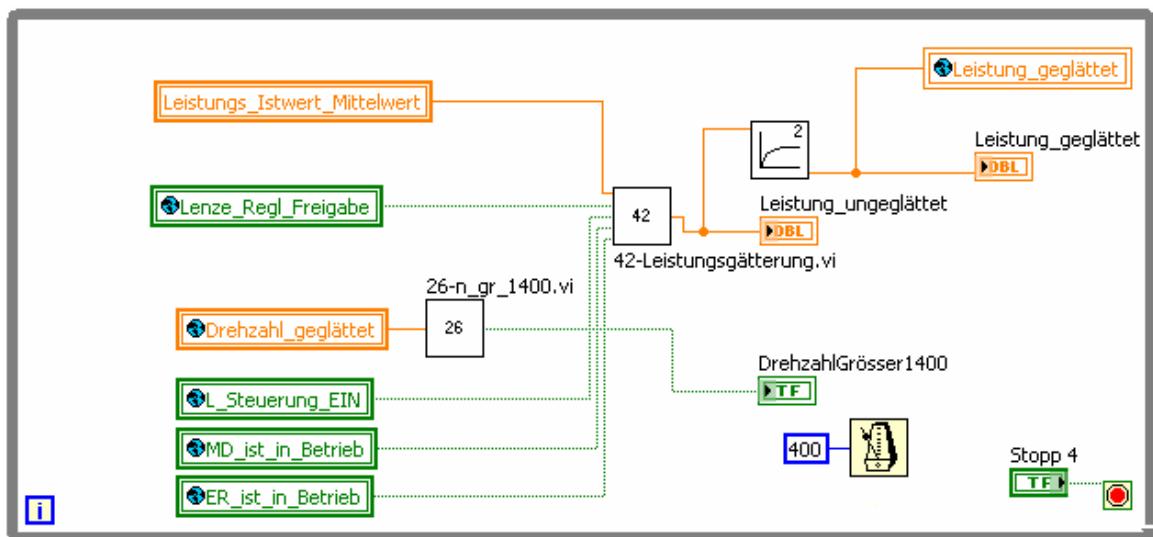 Leistung_geglättet
Leistungs_Istwert_Mittelwert
2
Leistung_geglättet
DBL
Lenze_Regl_Freigabe
42
Leistung_ungeglättet
DBL
42-Leistungsgätterung.vi
26-n_gr_1400.vi
Drehzahl_geglättet
26
DrehzahlGrösser1400
TF
L_Steuerung_EIN
MD_ist_in_Betrieb
400
Stopp 4
TF
ER_ist_in_Betrieb
i